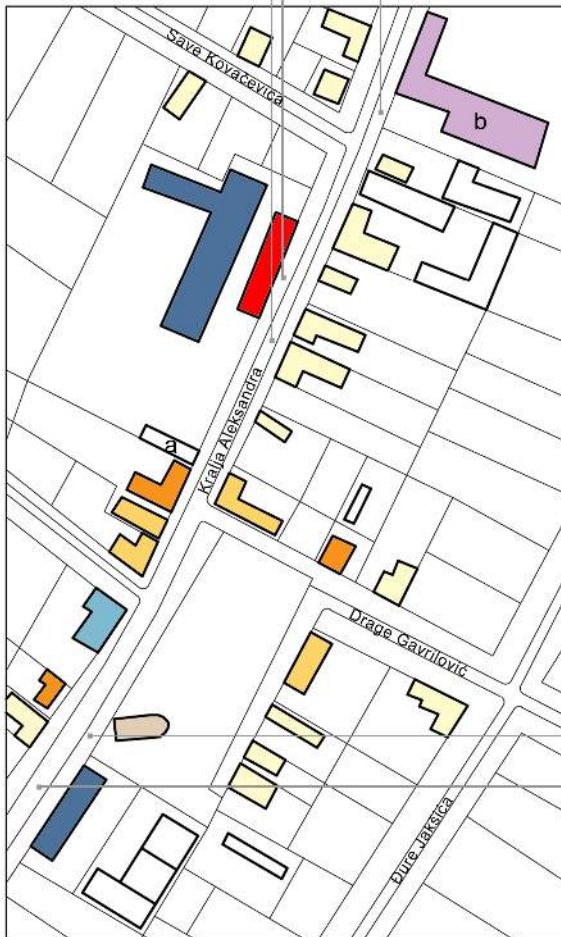 Save Kovačevića
b
Kralja Aleksandra
a
Drage Gavrilović
Đure Jakšića